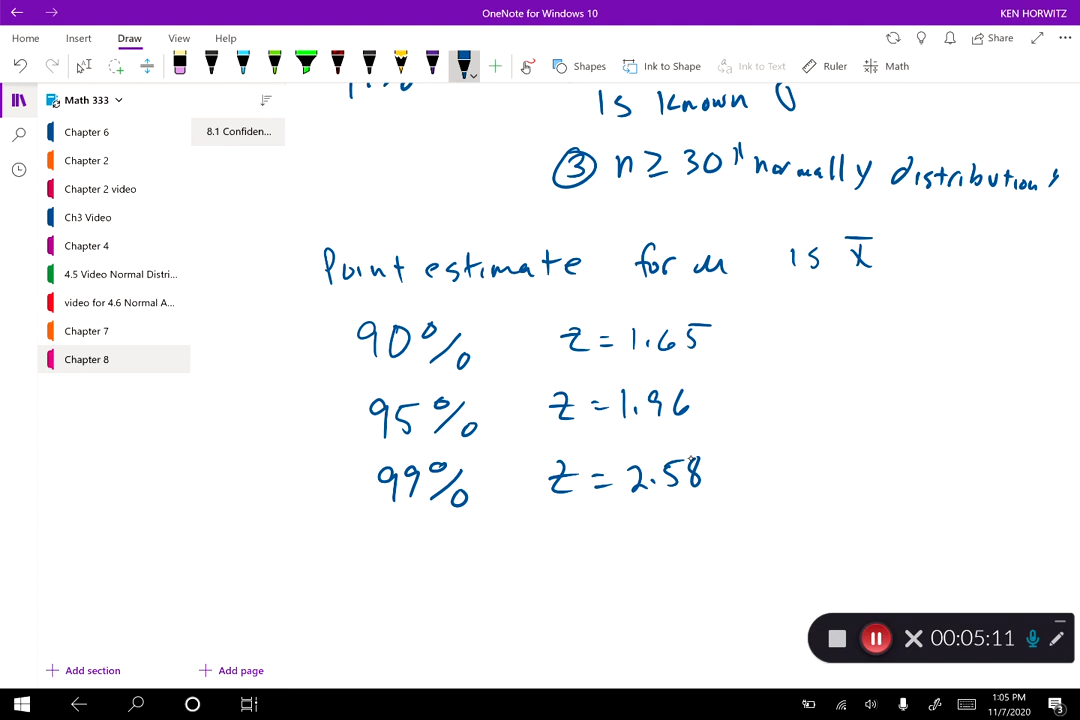 OneNote for Windows 10
KEN HORWITZ
Home Insert Draw View Help
Share
Shapes Ink to Shape Ink to Text Ruler Math
Math 333
Chapter 6
Chapter 2
Chapter 2 video
Ch3 Video
Chapter 4
4.5 Video Normal Distri...
video for 4.6 Normal A...
Chapter 7
Chapter 8
8.1 Confiden...
is known
③ n ≥ 30 normally distribution
Point estimate for μ is x̅
90% z = 1.65
95% z = 1.96
99% z = 2.58
00:05:11
Add section
Add page
1:05 PM
11/7/2020
3